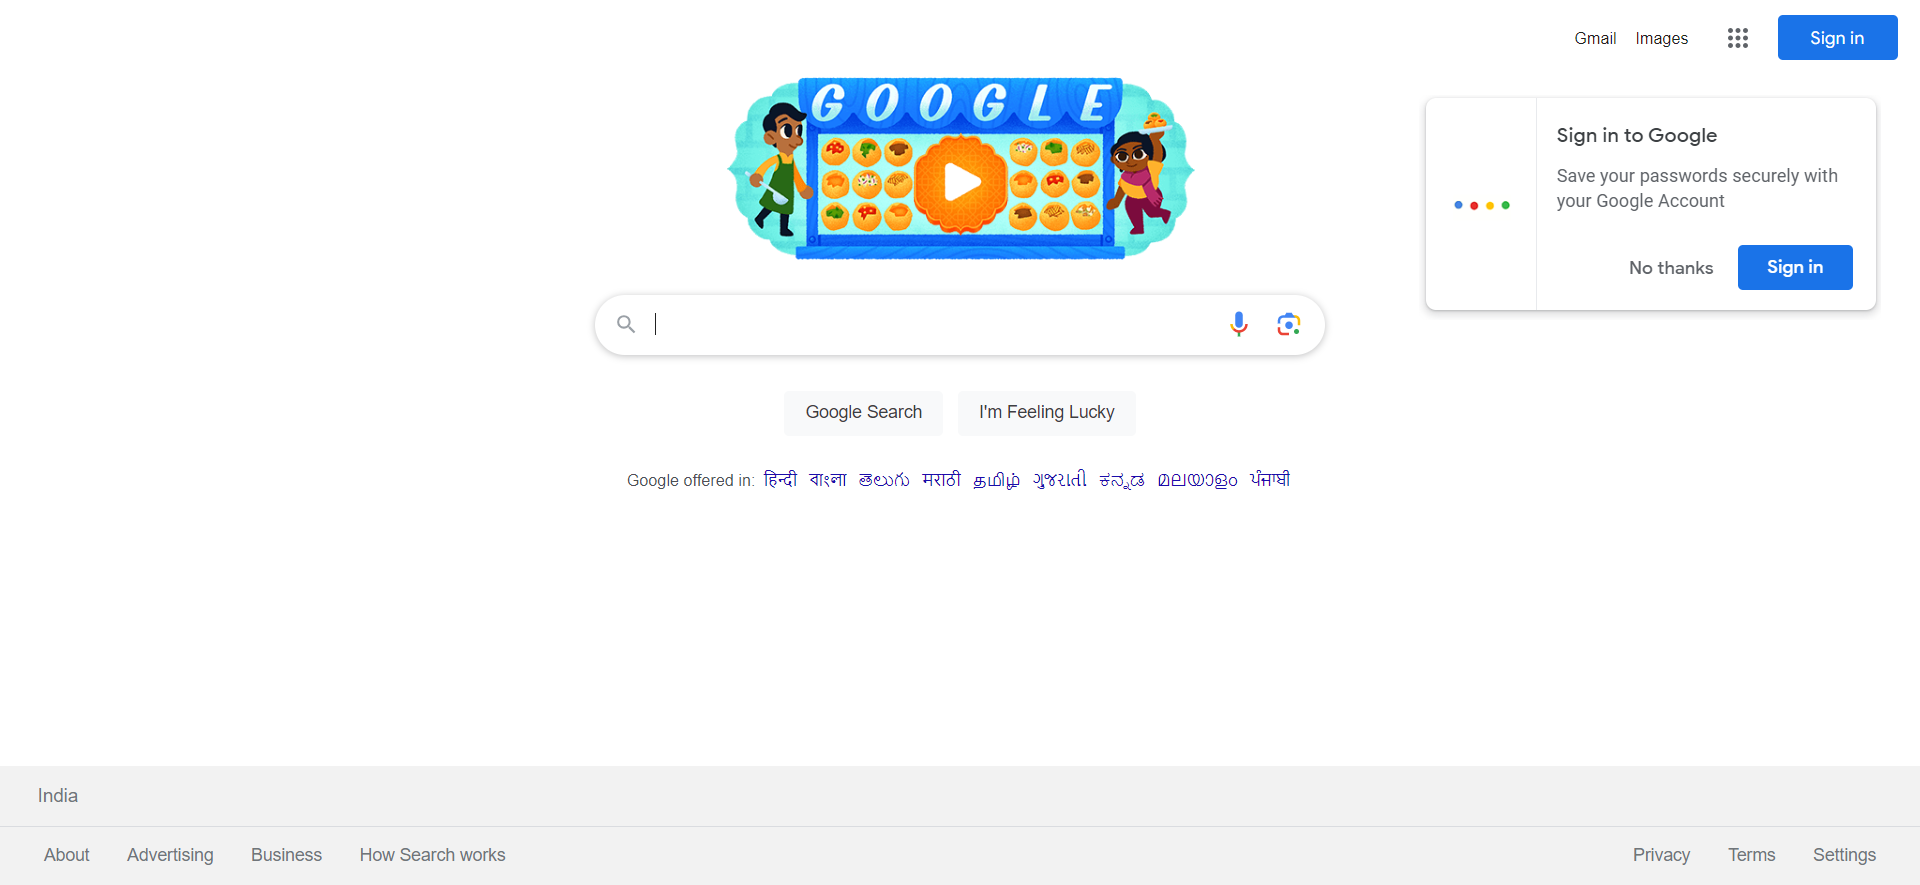 Gmail Images Sign in
GOOGLE
Sign in to Google
Save your passwords securely with
your Google Account
No thanks Sign in
Google Search I'm Feeling Lucky
Google offered in: हिन्दी বাংলা తెలుగు मराठी தமிழ் ગુજરાતી ಕನ್ನಡ മലയാളം ਪੰਜਾਬੀ
India
About Advertising Business How Search works Privacy Terms Settings